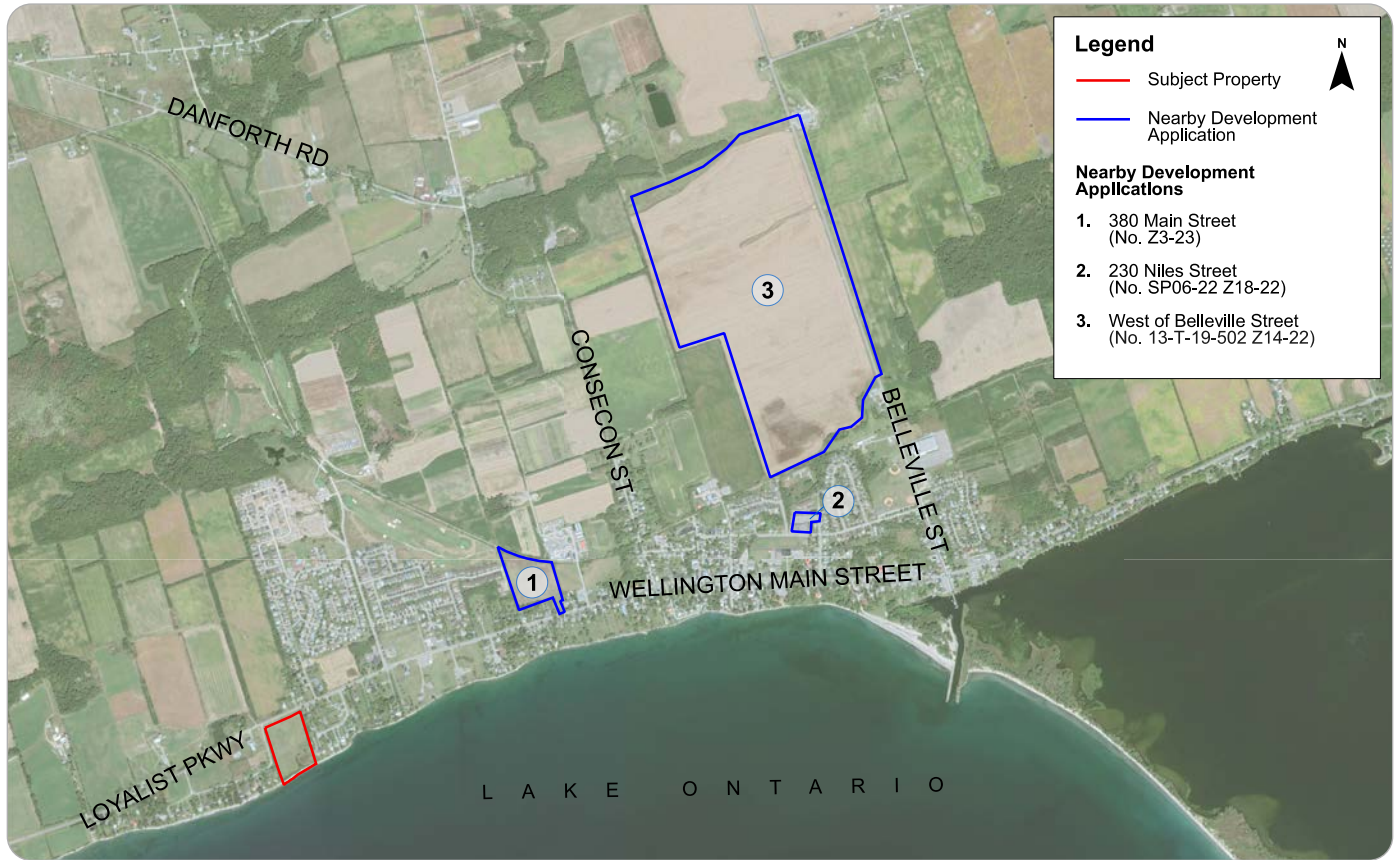 Legend
N
Subject Property
Nearby Development
Application
Nearby Development
Applications
1. 380 Main Street
(No. Z3-23)
2. 230 Niles Street
(No. SP06-22 Z18-22)
3. West of Belleville Street
(No. 13-T-19-502 Z14-22)
DANFORTH RD
3
CONSECON ST
BELLEVILLE ST
2
1
WELLINGTON MAIN STREET
LOYALIST PKWY
LAKE ONTARIO